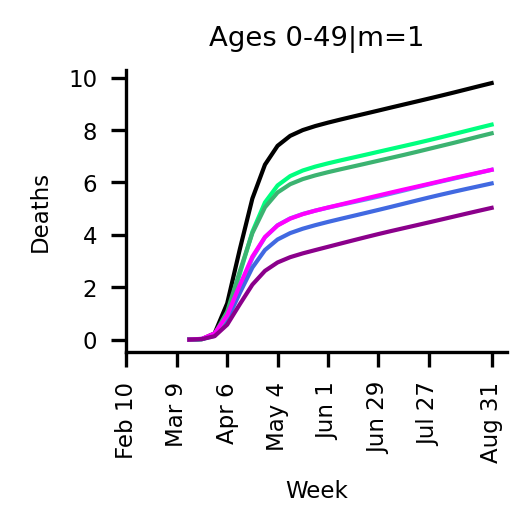 Ages 0-49|m=1
10
8
6
4
2
0
Deaths
Feb 10
Mar 9
Apr 6
May 4
Jun 1
Jun 29
Jul 27
Aug 31
Week